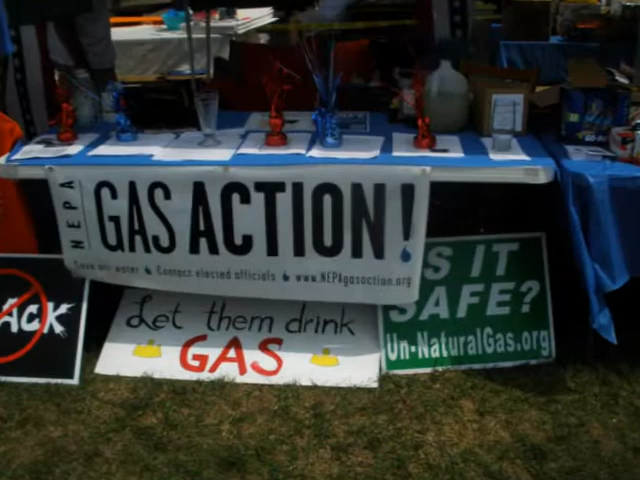 NEPA
GAS ACTION!
Save our water Contact elected officials www.NEPAgasaction.org
S IT
SAFE?
Un-NaturalGas.org
Let them drink
GAS
ACK